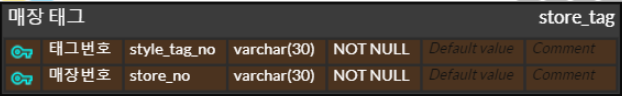 매장 태그 store_tag
태그번호 style_tag_no varchar(30) NOT NULL Default value Comment
매장번호 store_no varchar(30) NOT NULL Default value Comment